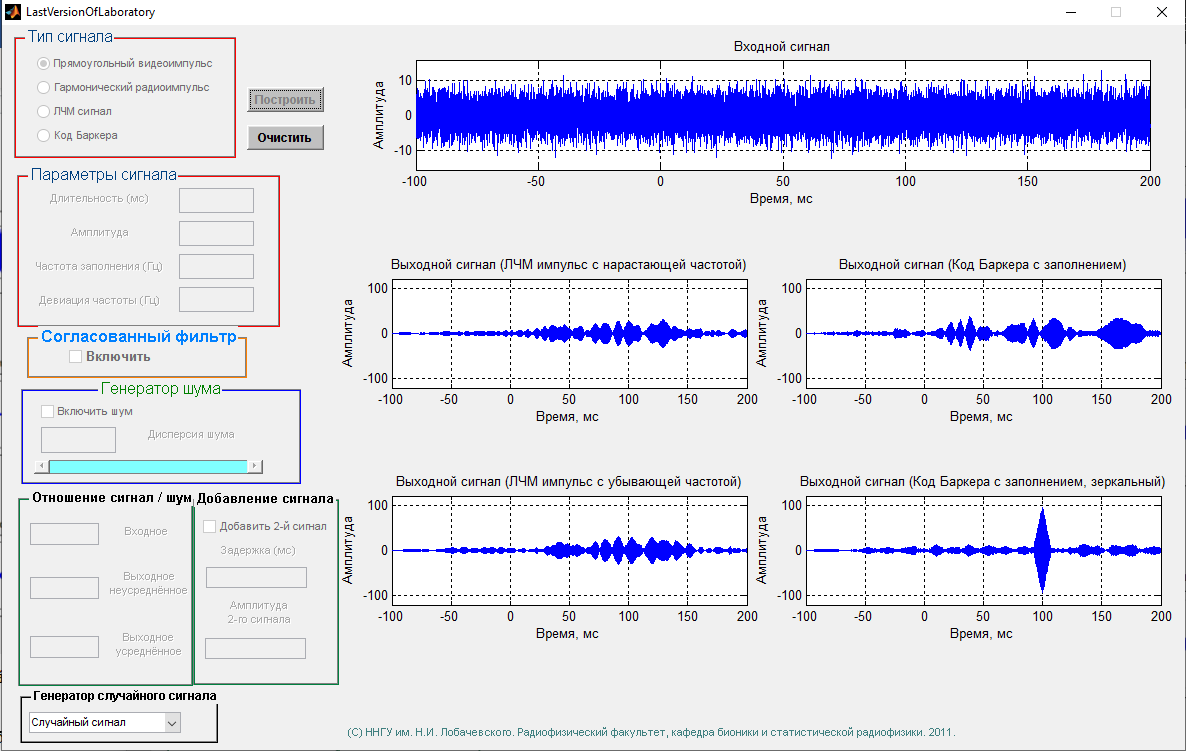 LastVersionOfLaboratory
Тип сигнала
Прямоугольный видеоимпульс
Гармонический радиоимпульс
ЛЧМ сигнал
Код Баркера
Построить
Очистить
Параметры сигнала
Длительность (мс)
Амплитуда
Частота заполнения (Гц)
Девиация частоты (Гц)
Согласованный фильтр
Включить
Генератор шума
Включить шум
Дисперсия шума
Отношение сигнал / шум
Входное
Выходное
неусреднённое
Выходное
усреднённое
Добавление сигнала
Добавить 2-й сигнал
Задержка (мс)
Амплитуда
2-го сигнала
Генератор случайного сигнала
Случайный сигнал
Входной сигнал
Амплитуда
10
0
-10
-100 -50 0 50 100 150 200
Время, мс
Выходной сигнал (ЛЧМ импульс с нарастающей частотой)
Амплитуда
100
0
-100
-100 -50 0 50 100 150 200
Время, мс
Выходной сигнал (Код Баркера с заполнением)
Амплитуда
100
0
-100
-100 -50 0 50 100 150 200
Время, мс
Выходной сигнал (ЛЧМ импульс с убывающей частотой)
Амплитуда
100
0
-100
-100 -50 0 50 100 150 200
Время, мс
Выходной сигнал (Код Баркера с заполнением, зеркальный)
Амплитуда
100
0
-100
-100 -50 0 50 100 150 200
Время, мс
(С) ННГУ им. Н.И. Лобачевского. Радиофизический факультет, кафедра бионики и статистической радиофизики. 2011.